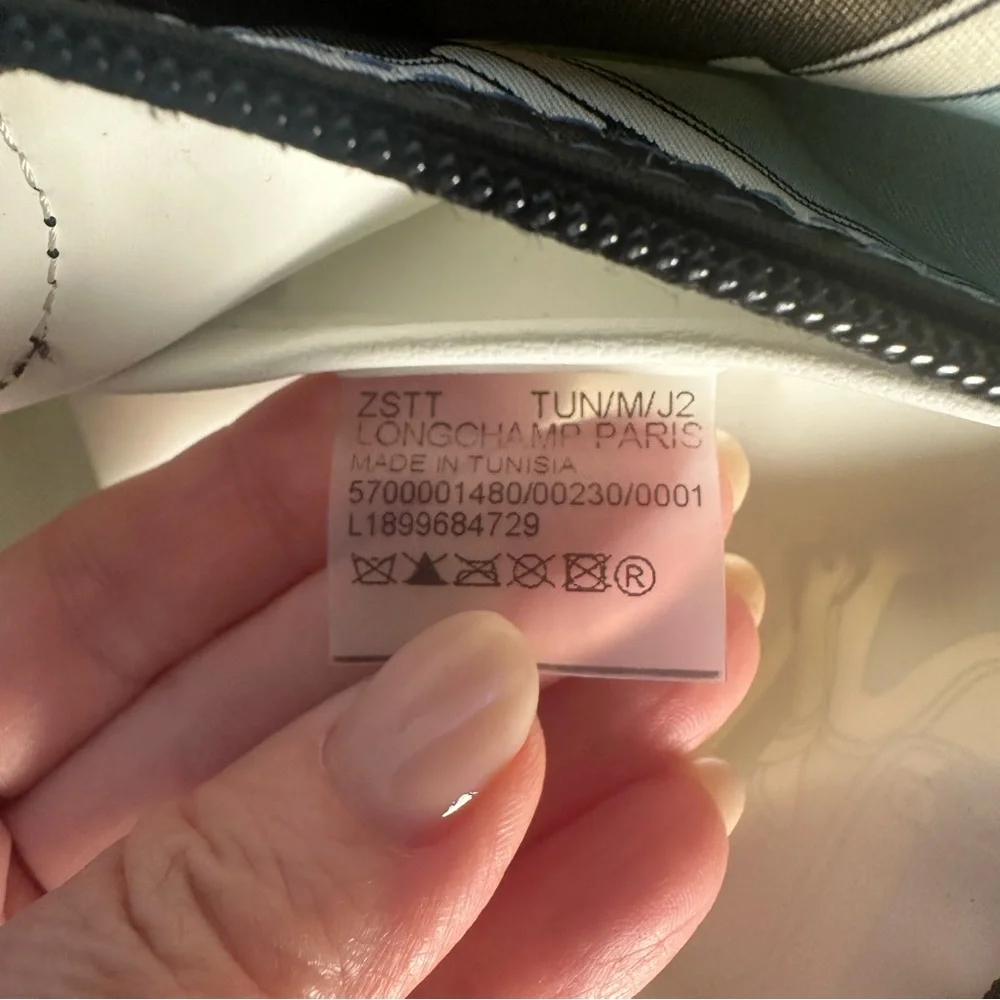 ZSTT TUN/M/J2
LONGCHAMP PARIS
MADE IN TUNISIA
5700001480/00230/0001
L1899684729
®